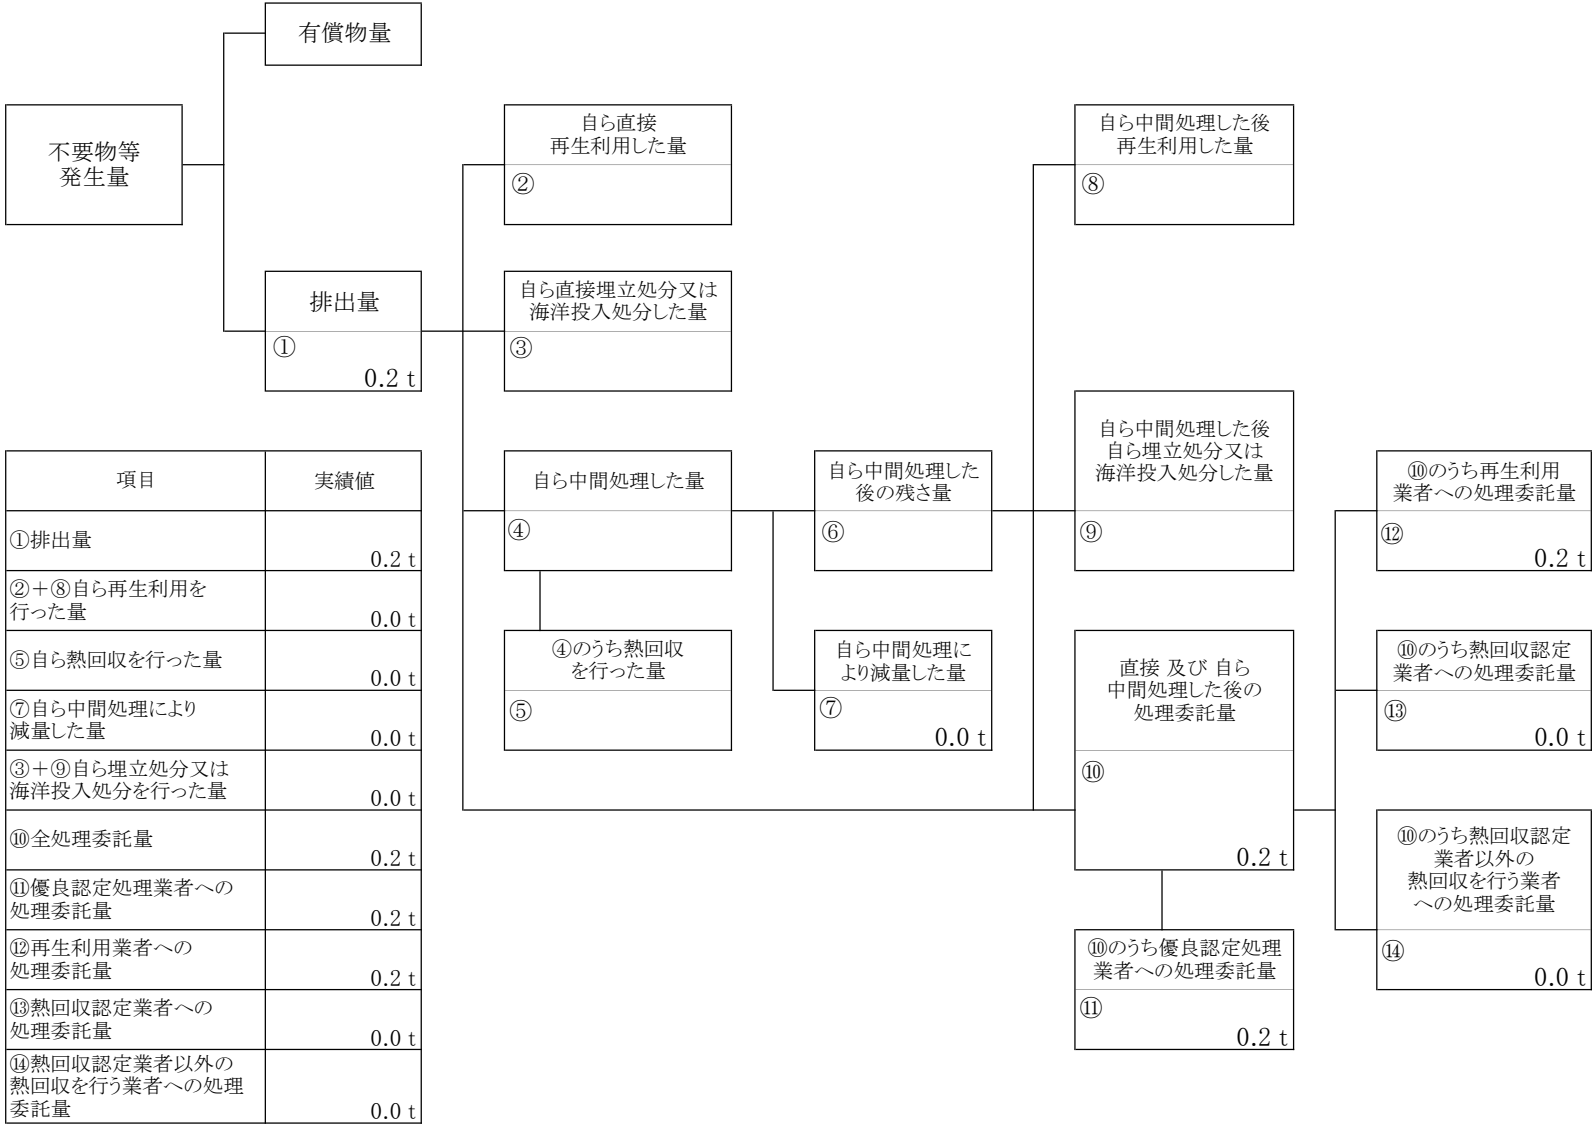 有償物量
不要物等
発生量
自ら直接
再生利用した量
②
自ら中間処理した後
再生利用した量
⑧
排出量
①
0.2 t
自ら直接埋立処分又は
海洋投入処分した量
③
自ら中間処理した量
④
自ら中間処理した
後の残さ量
⑥
自ら中間処理した後
自ら埋立処分又は
海洋投入処分した量
⑨
⑩のうち再生利用
業者への処理委託量
⑫
0.2 t
④のうち熱回収
を行った量
⑤
自ら中間処理に
より減量した量
⑦
0.0 t
直接 及び 自ら
中間処理した後の
処理委託量
⑩
0.2 t
⑩のうち熱回収認定
業者への処理委託量
⑬
0.0 t
⑩のうち熱回収認定
業者以外の
熱回収を行う業者
への処理委託量
⑭
0.0 t
⑩のうち優良認定処理
業者への処理委託量
⑪
0.2 t
項目 実績値
①排出量
0.2 t
②+⑧自ら再生利用を
行った量
0.0 t
⑤自ら熱回収を行った量
0.0 t
⑦自ら中間処理により
減量した量
0.0 t
③+⑨自ら埋立処分又は
海洋投入処分を行った量
0.0 t
⑩全処理委託量
0.2 t
⑪優良認定処理業者への
処理委託量
0.2 t
⑫再生利用業者への
処理委託量
0.2 t
⑬熱回収認定業者への
処理委託量
0.0 t
⑭熱回収認定業者以外の
熱回収を行う業者への処理
委託量
0.0 t